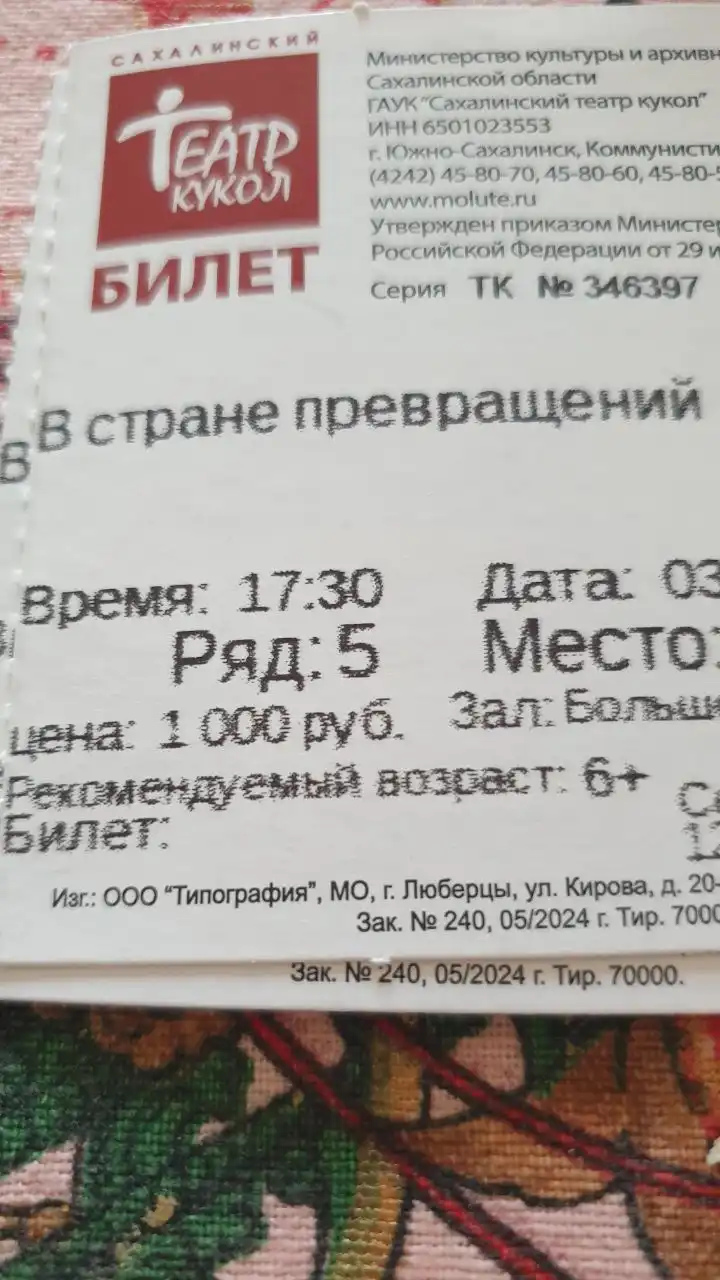 САХАЛИНСКИЙ
ТЕАТР
КУКОЛ
БИЛЕТ
Министерство культуры и архивн
Сахалинской области
ГАУК "Сахалинский театр кукол"
ИНН 6501023553
г. Южно-Сахалинск, Коммунисти
(4242) 45-80-70, 45-80-60, 45-80-5
www.molute.ru
Утвержден приказом Министер
Российской Федерации от 29 и
Серия ТК № 346397
В В стране превращений
Время: 17:30 Дата: 03
Ряд: 5 Место:
цена: 1 000 руб. Зал: Больш
Рекомендуемый возраст: 6+
Билет:
Изг.: ООО "Типография", МО, г. Люберцы, ул. Кирова, д. 20-
Зак. № 240, 05/2024 г. Тир. 7000
Зак. № 240, 05/2024 г. Тир. 70000.